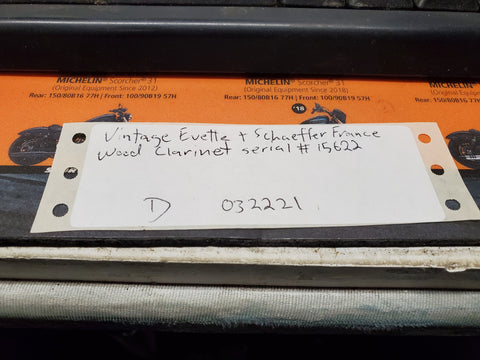 MICHELIN Scorcher® 31
(Original Equipment Since 2012)
Rear: 150/80B16 77H | Front: 100/90B19 57H
MICHELIN Scorcher® 31
(Original Equipment Since 2018)
Rear: 150/80B16 77H | Front: 100/90B19 57H
'18
Vintage Evette + Schaeffer France
Wood Clarinet serial # 15622
D 032221